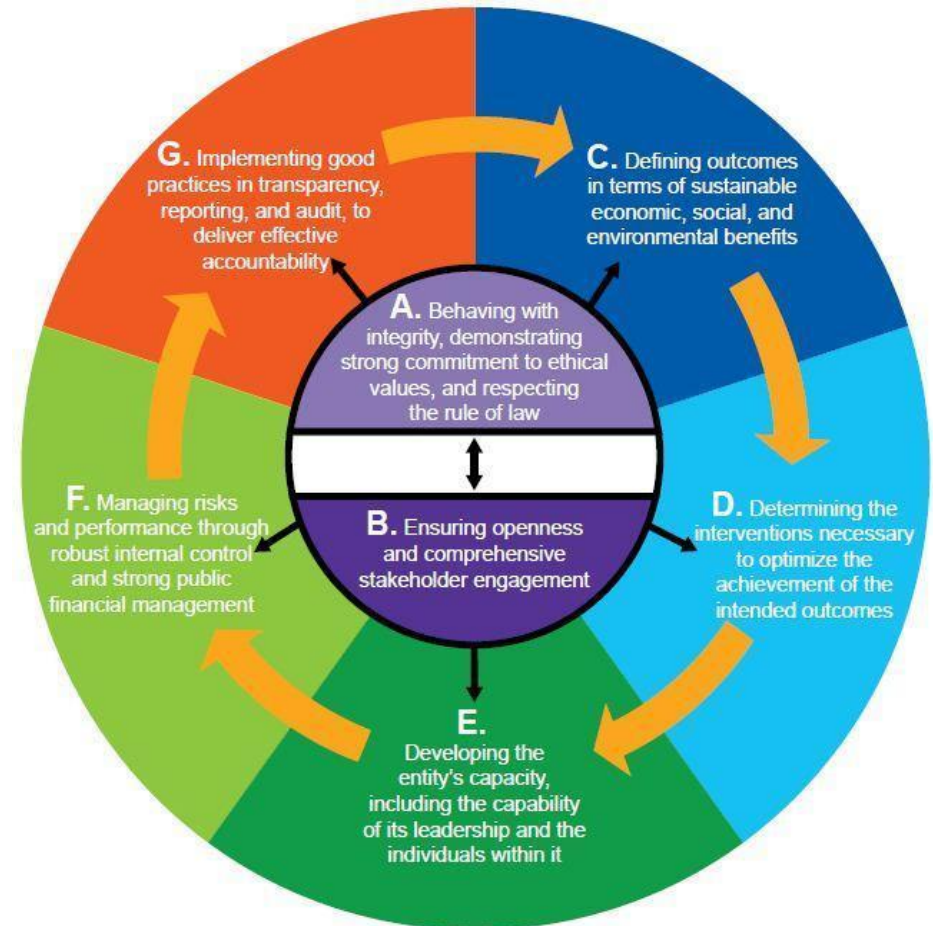 G. Implementing good
practices in transparency,
reporting, and audit, to
deliver effective
accountability
C. Defining outcomes
in terms of sustainable
economic, social, and
environmental benefits
A. Behaving with
integrity, demonstrating
strong commitment to ethical
values, and respecting
the rule of law
B. Ensuring openness
and comprehensive
stakeholder engagement
D. Determining the
interventions necessary
to optimize the
achievement of the
intended outcomes
E.
Developing the
entity's capacity,
including the capability
of its leadership and the
individuals within it
F. Managing risks
and performance through
robust internal control
and strong public
financial management